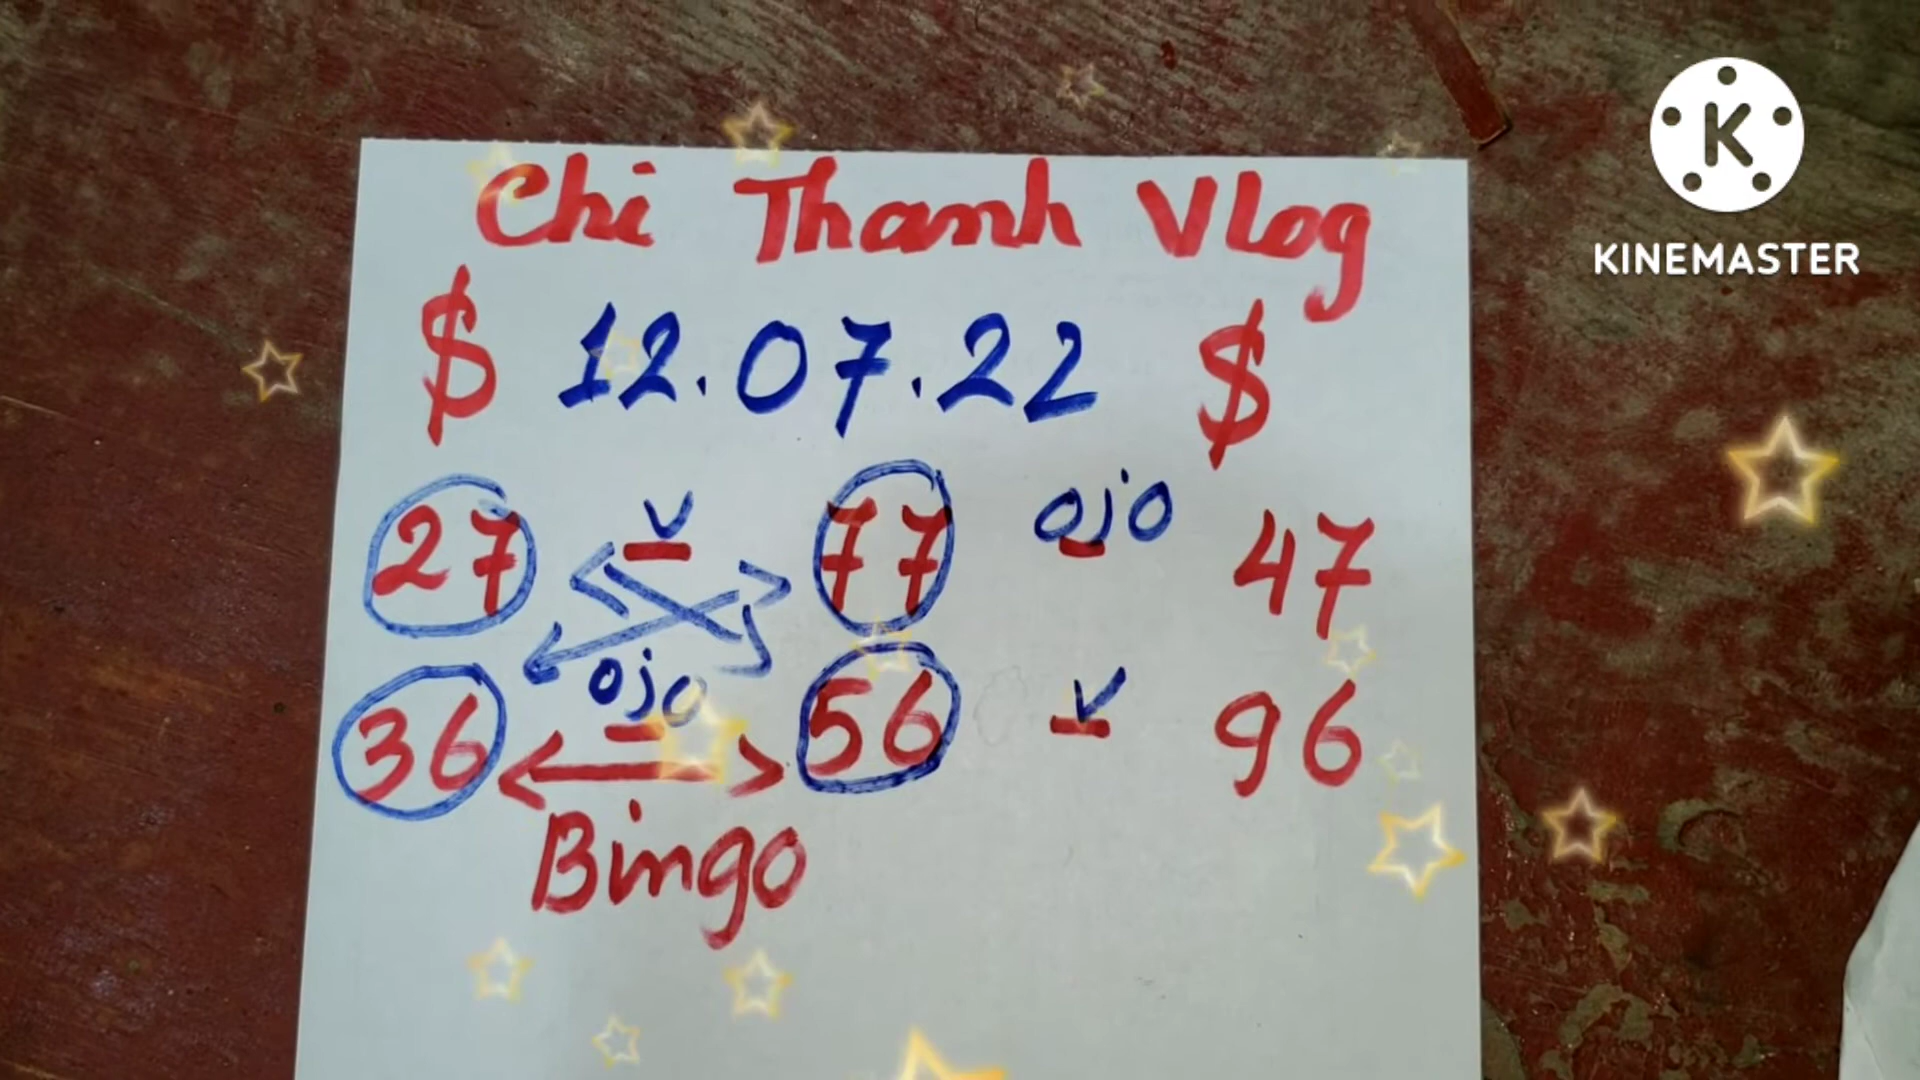 Chi Thanh Vlog
$ 12.07.22 $
27 - v 77 - ojo 47
36 - ojo 56 - v 96
Bingo
K
KINEMASTER